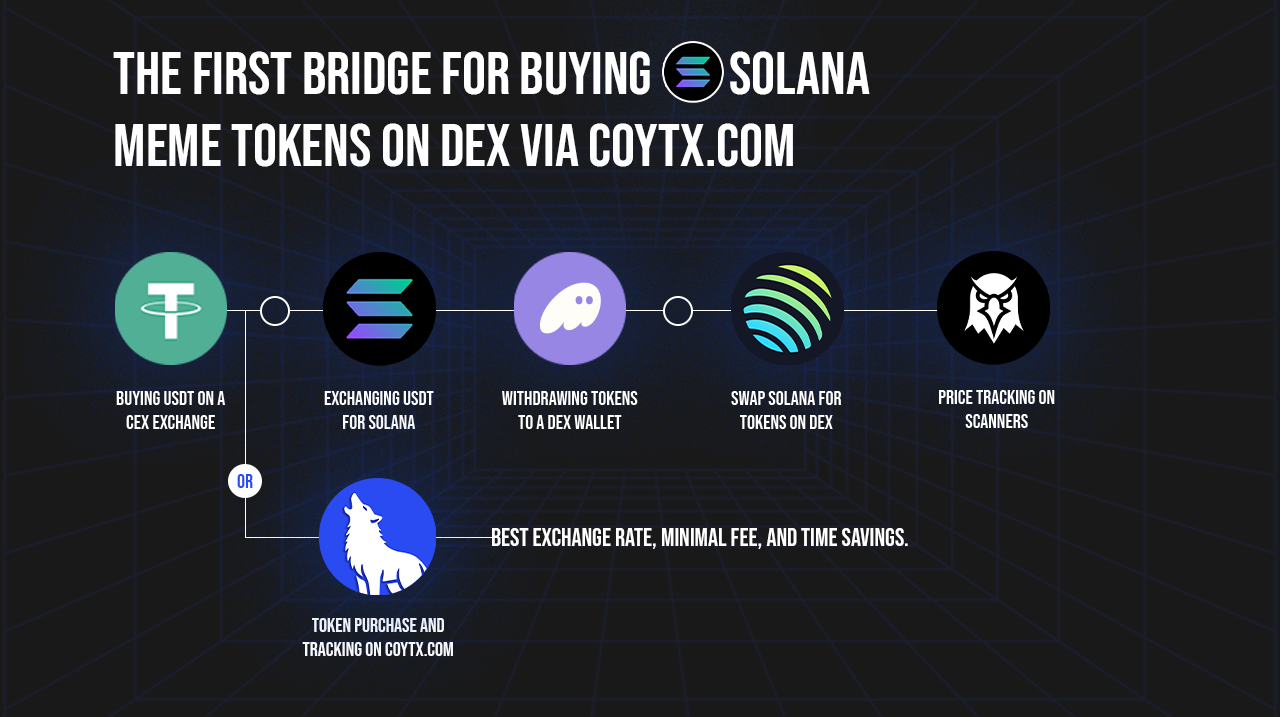 THE FIRST BRIDGE FOR BUYING SOLANA
MEME TOKENS ON DEX VIA COYTX.COM
BUYING USDT ON A
CEX EXCHANGE
EXCHANGING USDT
FOR SOLANA
WITHDRAWING TOKENS
TO A DEX WALLET
SWAP SOLANA FOR
TOKENS ON DEX
PRICE TRACKING ON
SCANNERS
OR
BEST EXCHANGE RATE, MINIMAL FEE, AND TIME SAVINGS.
TOKEN PURCHASE AND
TRACKING ON COYTX.COM